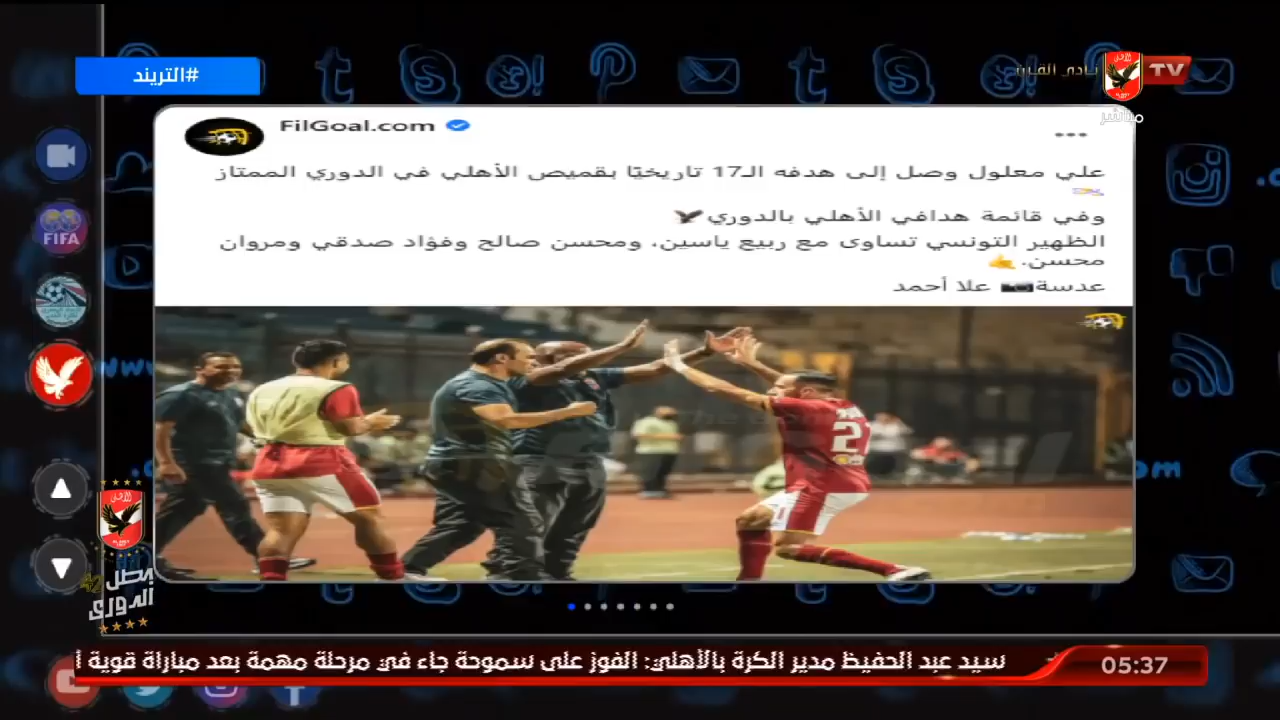 #التريند
نادى القرن
TV
مباشر
FilGoal.com
علي معلول وصل إلى هدفه الـ17 تاريخيًا بقميص الأهلي في الدوري الممتاز
وفي قائمة هدافي الأهلي بالدوري
الظهير التونسي تساوى مع ربيع ياسين، ومحسن صالح وفؤاد صدقي ومروان
محسن.
عدسة علا أحمد
FIFA
بطل
الدورى
سيد عبد الحفيظ مدير الكرة بالأهلي: الفوز على سموحة جاء في مرحلة مهمة بعد مباراة قوية أ
05:37